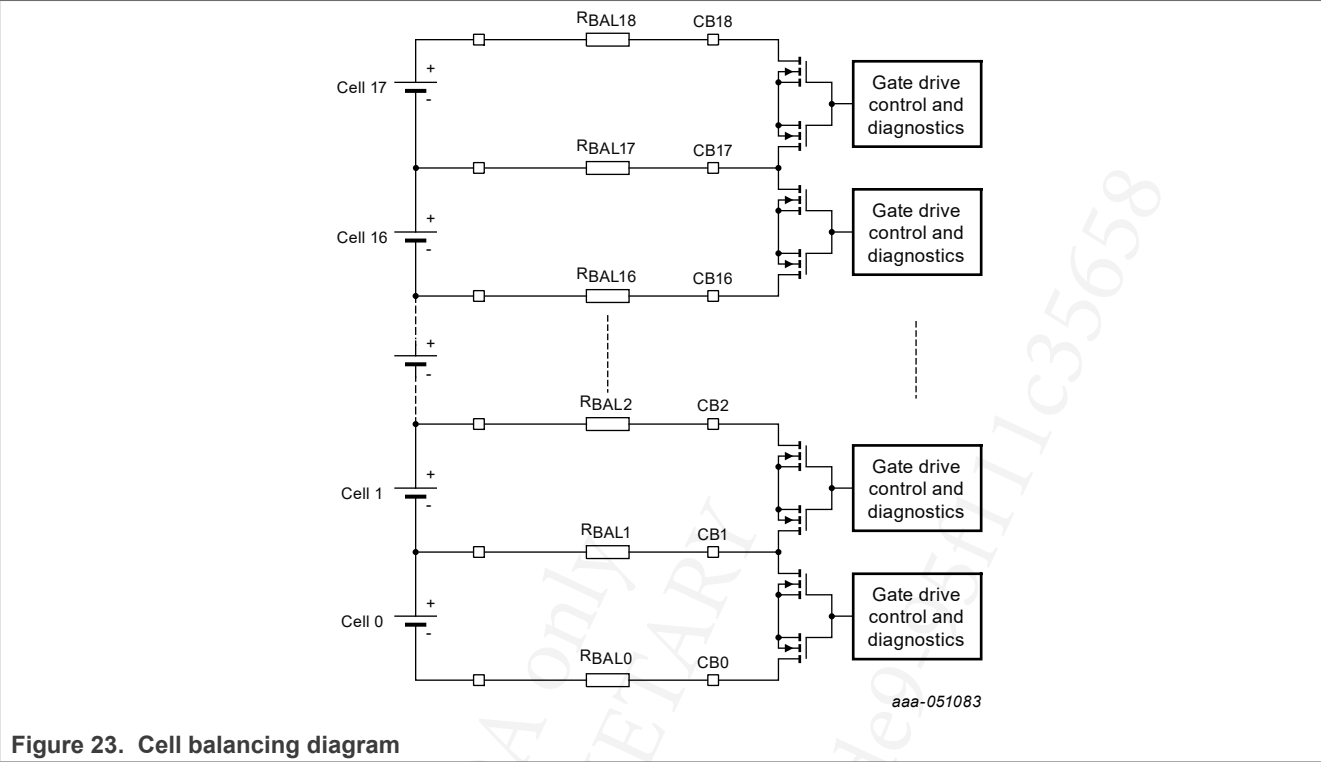 RBAL18 CB18
+
Cell 17
-
Gate drive
control and
diagnostics
RBAL17 CB17
+
Cell 16
-
Gate drive
control and
diagnostics
RBAL16 CB16
+
-
RBAL2 CB2
+
Cell 1
-
Gate drive
control and
diagnostics
RBAL1 CB1
+
Cell 0
-
Gate drive
control and
diagnostics
RBAL0 CB0
aaa-051083
Figure 23. Cell balancing diagram